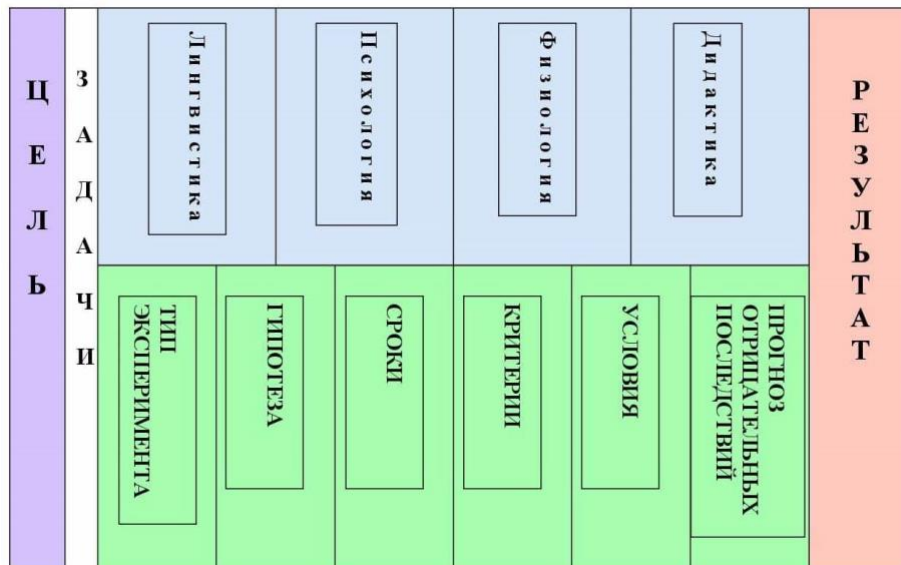 ЦЕЛЬ
ЗАДАЧИ
Лингвистика
Психология
Физиология
Дидактика
ТИП
ЭКСПЕРИМЕНТА
ГИПОТЕЗА
СРОКИ
КРИТЕРИИ
УСЛОВИЯ
ПРОГНОЗ
ОТРИЦАТЕЛЬНЫХ
ПОСЛЕДСТВИЙ
РЕЗУЛЬТАТ